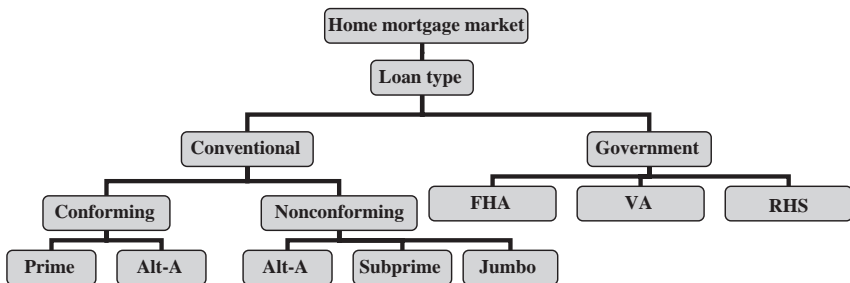 Home mortgage market
Loan type
Conventional
Government
Conforming
Nonconforming
FHA
VA
RHS
Prime
Alt-A
Alt-A
Subprime
Jumbo